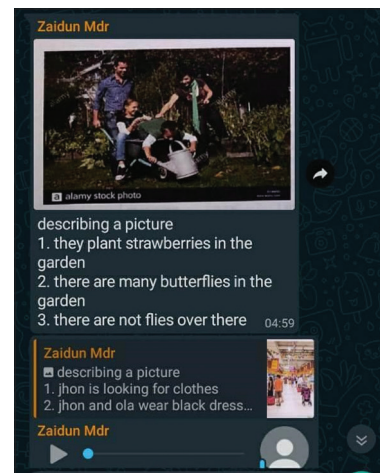 Zaidun Mdr
a alamy stock photo
describing a picture
1. they plant strawberries in the
garden
2. there are many butterflies in the
garden
3. there are not flies over there 04:59
Zaidun Mdr
describing a picture
1. jhon is looking for clothes
2. jhon and ola wear black dress...
Zaidun Mdr